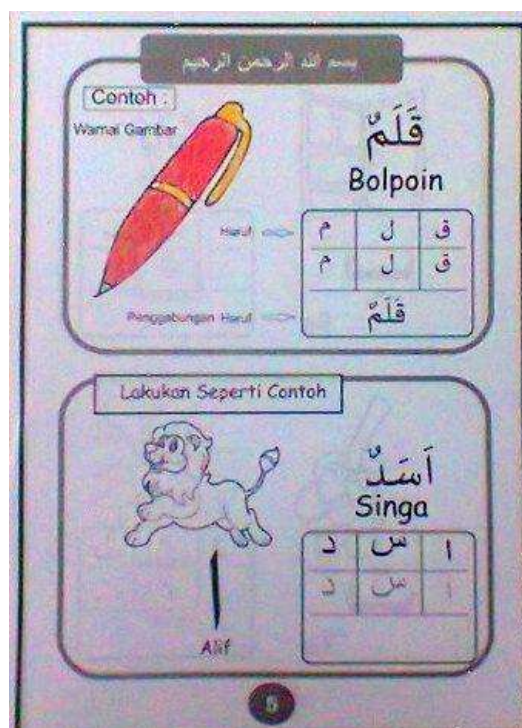 بسم الله الرحمن الرحيم
Contoh :
Warnai Gambar
قَلَمٌ
Bolpoin
Huruf
ق ل م
ق ل م
Penggabungan Huruf
قَلَمٌ
Lakukan Seperti Contoh
اَسَدٌ
Singa
ا س د
ا س د
ا
Alif
5